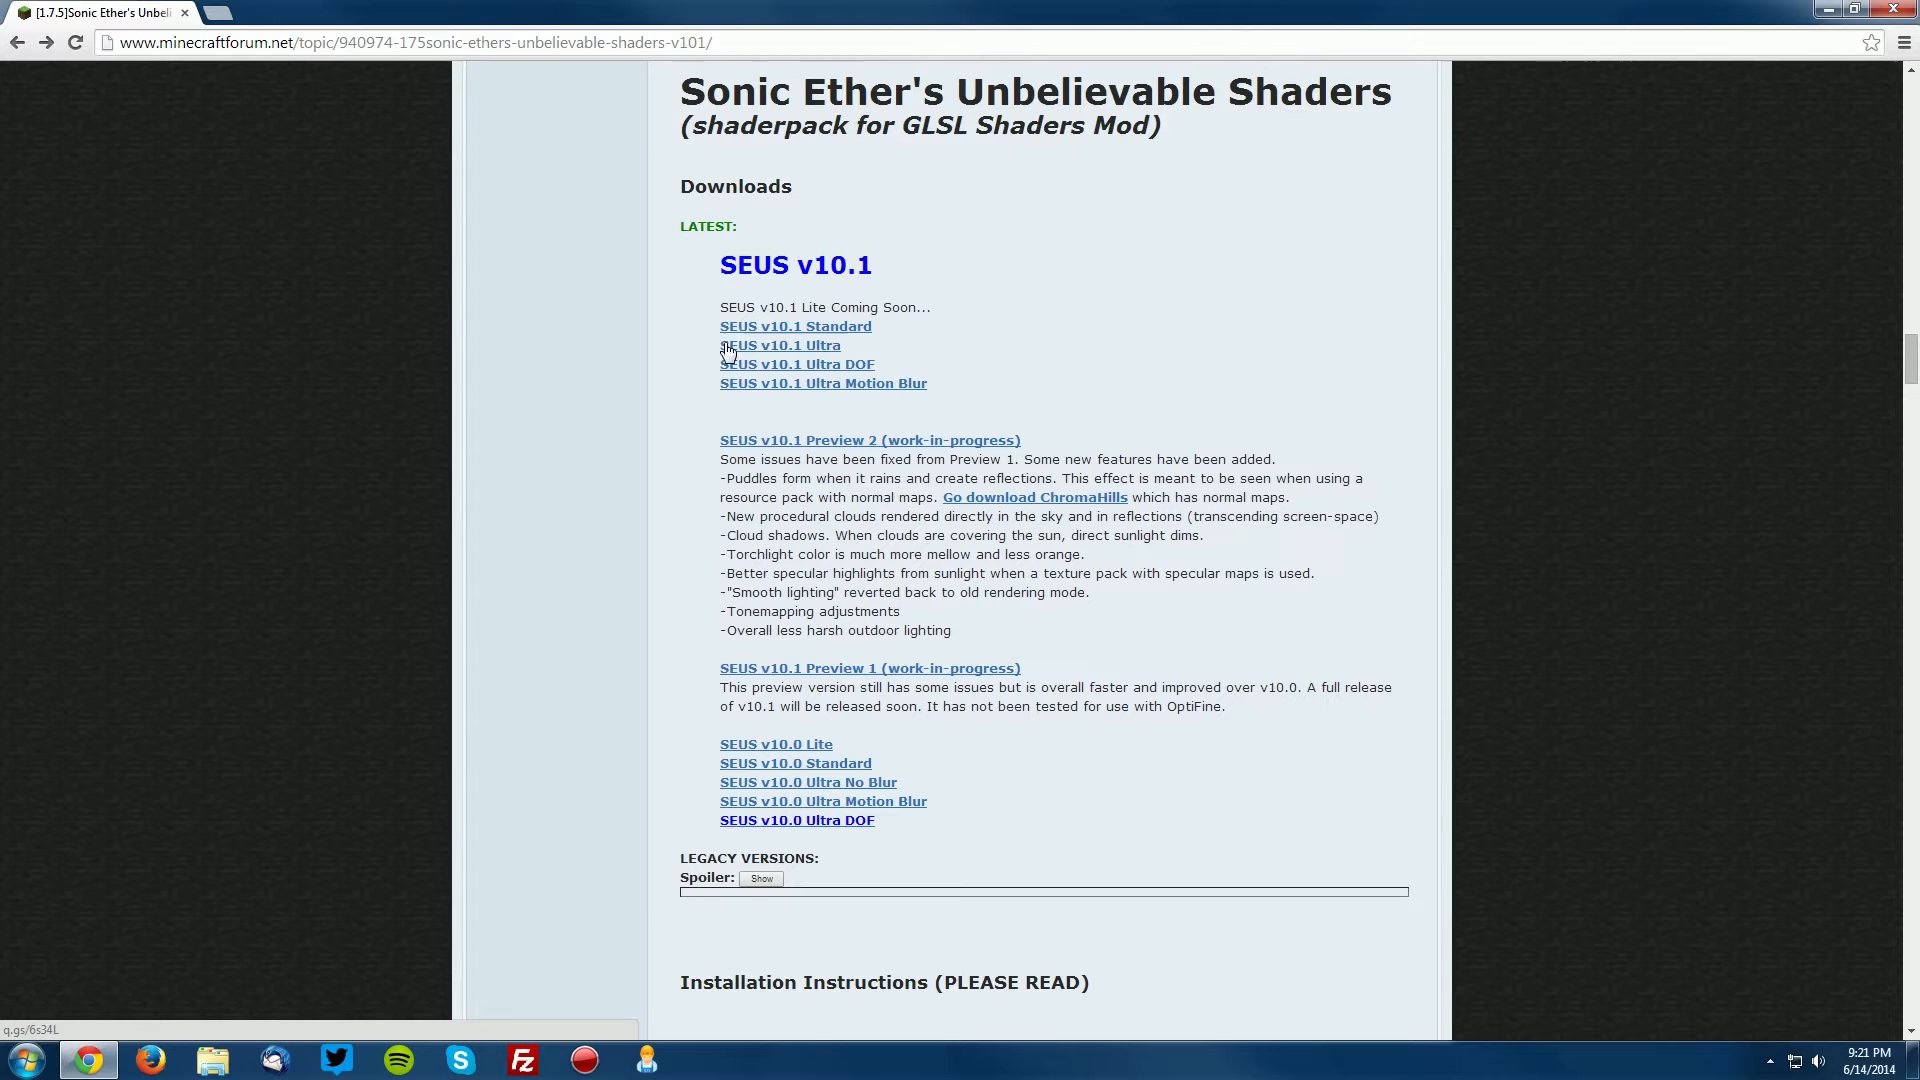 [1.7.5]Sonic Ether's Unbeli
www.minecraftforum.net/topic/940974-175sonic-ethers-unbelievable-shaders-v101/
Sonic Ether's Unbelievable Shaders
(shaderpack for GLSL Shaders Mod)
Downloads
LATEST:
SEUS v10.1
SEUS v10.1 Lite Coming Soon...
SEUS v10.1 Standard
SEUS v10.1 Ultra
SEUS v10.1 Ultra DOF
SEUS v10.1 Ultra Motion Blur
SEUS v10.1 Preview 2 (work-in-progress)
Some issues have been fixed from Preview 1. Some new features have been added.
-Puddles form when it rains and create reflections. This effect is meant to be seen when using a
resource pack with normal maps. Go download ChromaHills which has normal maps.
-New procedural clouds rendered directly in the sky and in reflections (transcending screen-space)
-Cloud shadows. When clouds are covering the sun, direct sunlight dims.
-Torchlight color is much more mellow and less orange.
-Better specular highlights from sunlight when a texture pack with specular maps is used.
-"Smooth lighting" reverted back to old rendering mode.
-Tonemapping adjustments
-Overall less harsh outdoor lighting
SEUS v10.1 Preview 1 (work-in-progress)
This preview version still has some issues but is overall faster and improved over v10.0. A full release
of v10.1 will be released soon. It has not been tested for use with OptiFine.
SEUS v10.0 Lite
SEUS v10.0 Standard
SEUS v10.0 Ultra No Blur
SEUS v10.0 Ultra Motion Blur
SEUS v10.0 Ultra DOF
LEGACY VERSIONS:
Spoiler: Show
Installation Instructions (PLEASE READ)
q.gs/6s34L
9:21 PM
6/14/2014